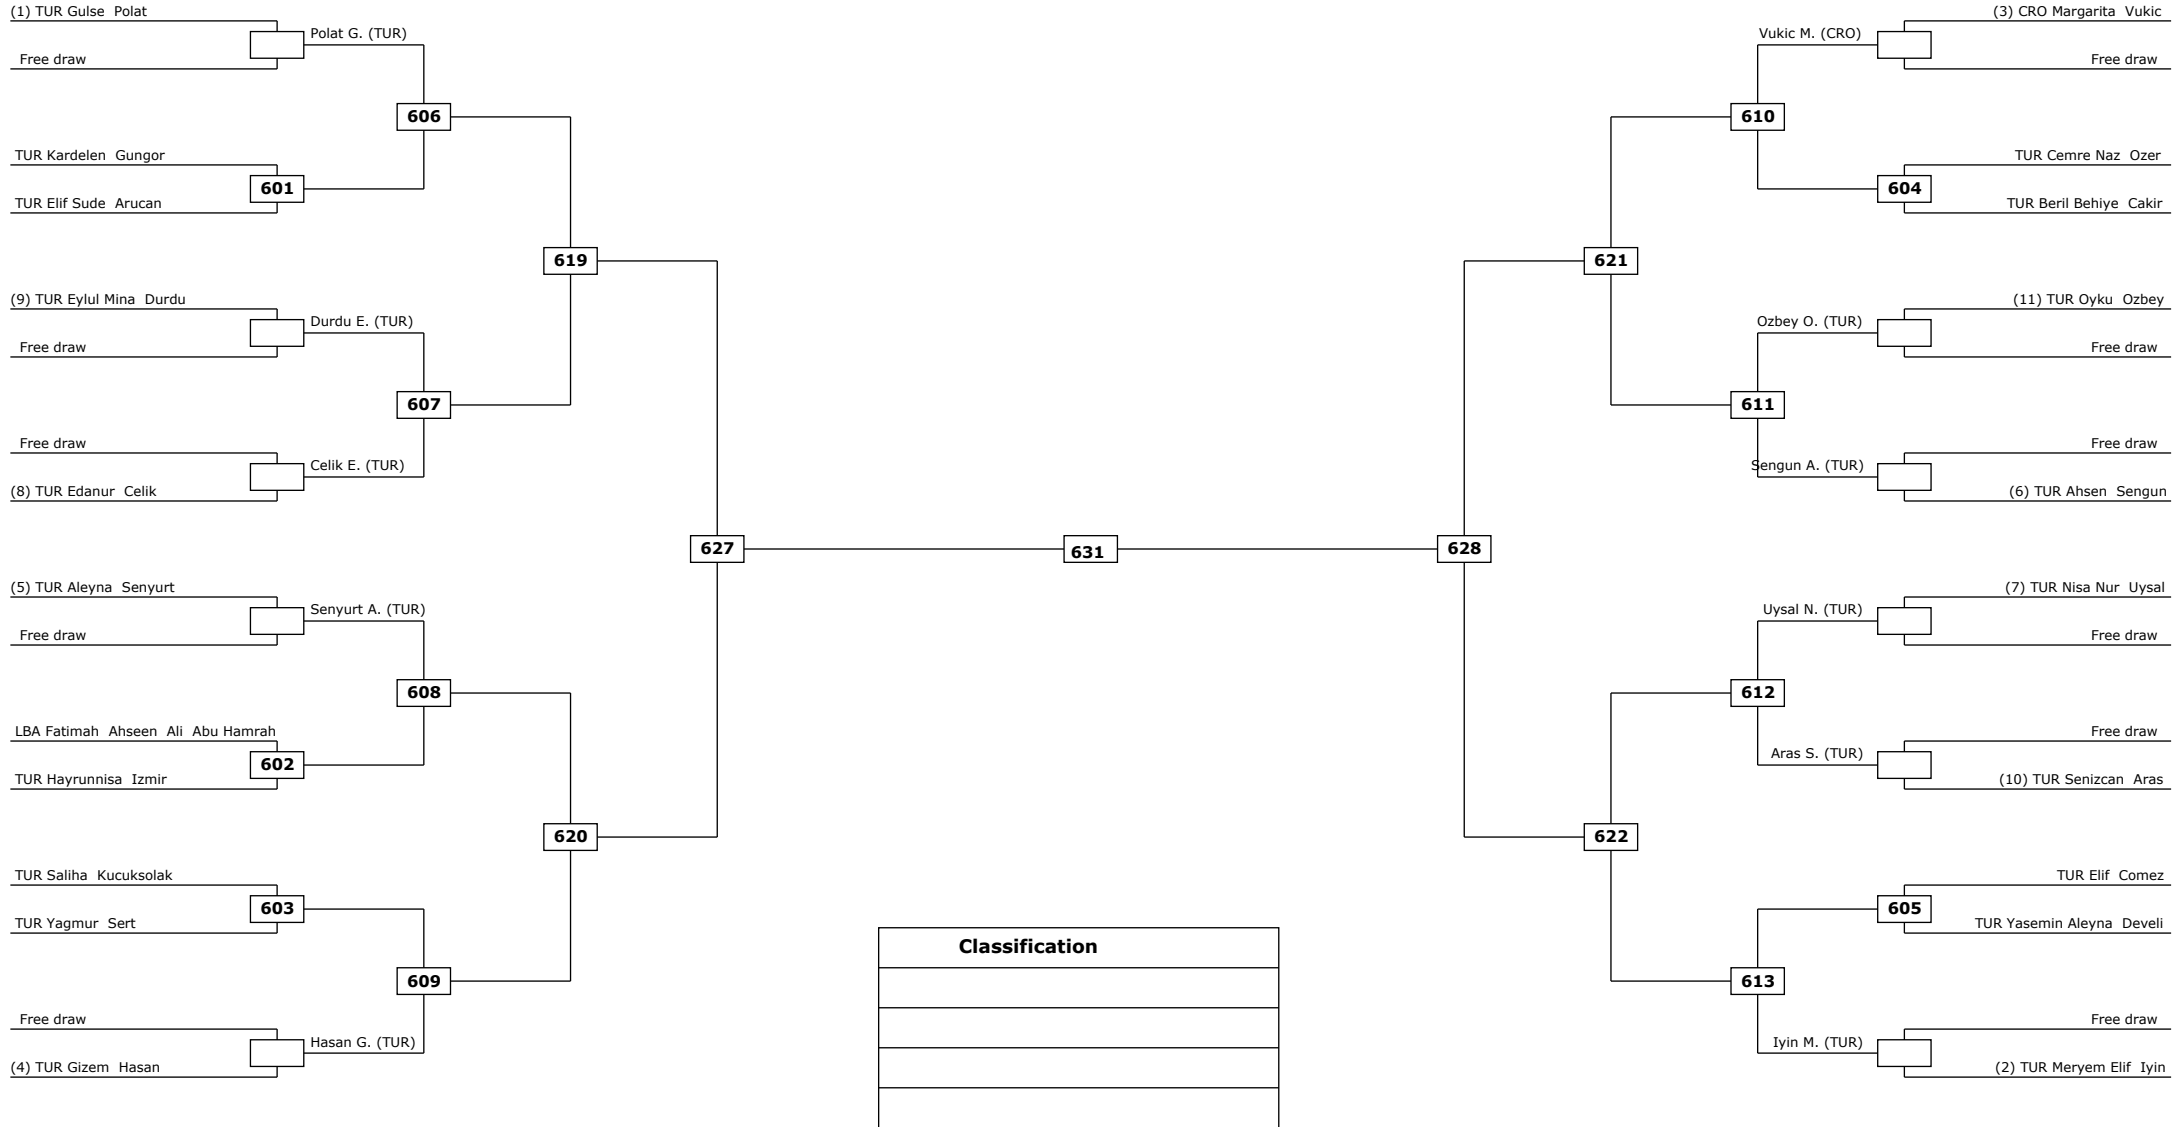 (1) TUR Gulse  Polat
Polat G. (TUR)
Free draw
606
TUR Kardelen  Gungor
601
TUR Elif Sude  Arucan
619
(9) TUR Eylul Mina  Durdu
Durdu E. (TUR)
Free draw
607
Free draw
Celik E. (TUR)
(8) TUR Edanur  Celik
627
(5) TUR Aleyna  Senyurt
Senyurt A. (TUR)
Free draw
608
LBA Fatimah  Ahseen  Ali  Abu Hamrah
602
TUR Hayrunnisa  Izmir
620
TUR Saliha  Kucuksolak
603
TUR Yagmur  Sert
609
Free draw
Hasan G. (TUR)
(4) TUR Gizem  Hasan
631
(3) CRO Margarita  Vukic
Vukic M. (CRO)
Free draw
610
TUR Cemre Naz  Ozer
604
TUR Beril Behiye  Cakir
621
(11) TUR Oyku  Ozbey
Ozbey O. (TUR)
Free draw
611
Free draw
Sengun A. (TUR)
(6) TUR Ahsen  Sengun
628
(7) TUR Nisa Nur  Uysal
Uysal N. (TUR)
Free draw
612
Free draw
Aras S. (TUR)
(10) TUR Senizcan  Aras
622
TUR Elif  Comez
605
TUR Yasemin Aleyna  Develi
613
Free draw
Iyin M. (TUR)
(2) TUR Meryem Elif  Iyin
Classification